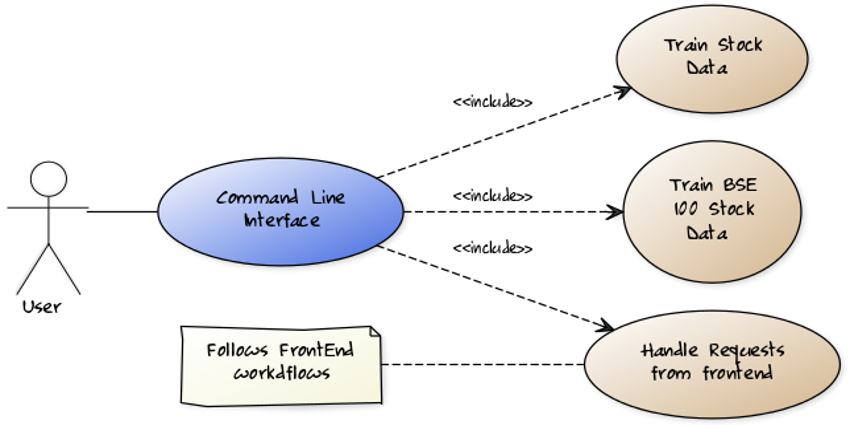 Train Stock
Data
<<include>>
Train BSE
100 Stock
Data
<<include>>
Command Line
Interface
<<include>>
User
Follows FrontEnd
workdflows
Handle Requests
from frontend